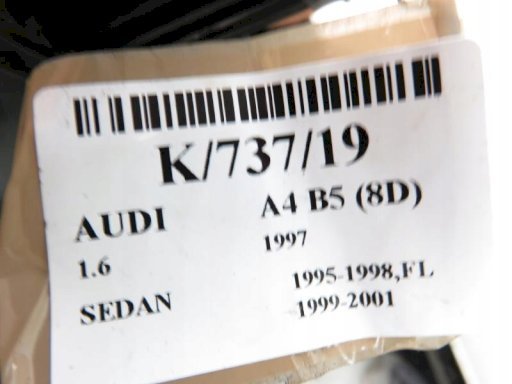 K/737/19
AUDI A4 B5 (8D)
1.6 1997
SEDAN 1995-1998,FL
1999-2001